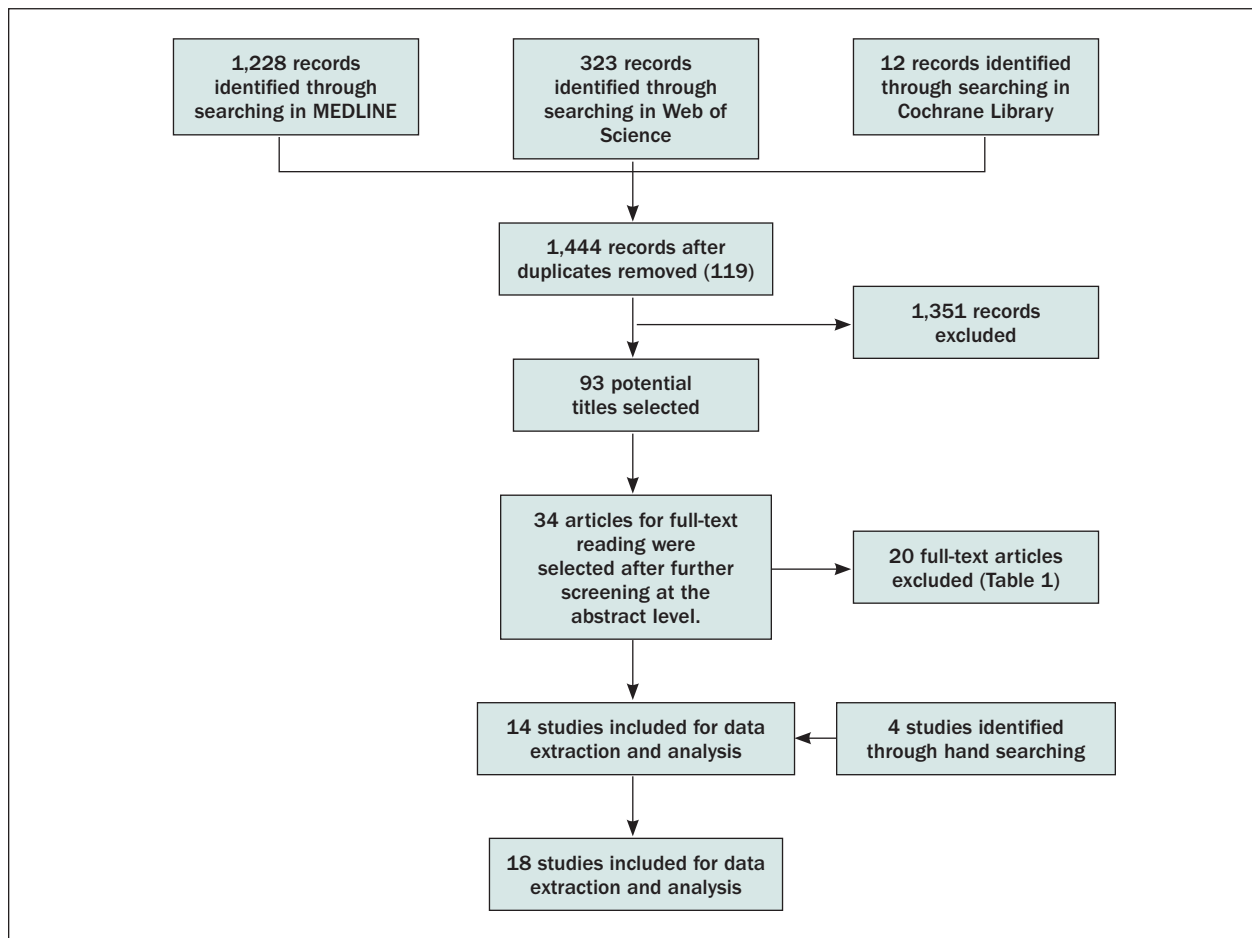 1,228 records
identified through
searching in MEDLINE
323 records
identified through
searching in Web of
Science
12 records identified
through searching in
Cochrane Library
1,444 records after
duplicates removed (119)
1,351 records
excluded
93 potential
titles selected
34 articles for full-text
reading were
selected after further
screening at the
abstract level.
20 full-text articles
excluded (Table 1)
14 studies included for data
extraction and analysis
4 studies identified
through hand searching
18 studies included for data
extraction and analysis